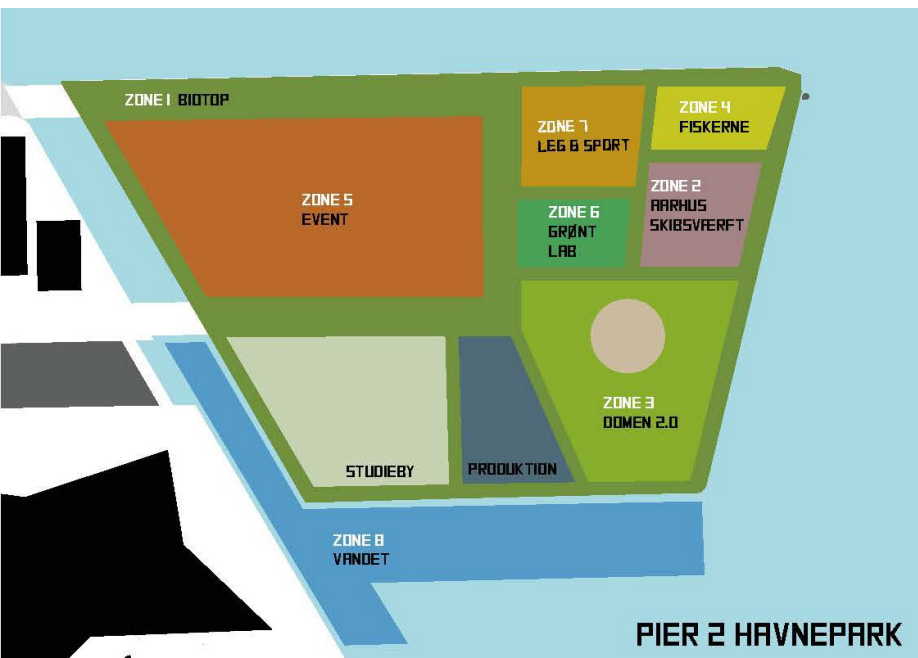 ZONE 1 BIOTOP
ZONE 7
LEG & SPORT
ZONE 4
FISKERNE
ZONE 5
EVENT
ZONE 2
AARHUS
SKIBSVÆRFT
ZONE 6
GRØNT
LAB
ZONE 3
DOMEN 2.0
STUDIEBY
PRODUKTION
ZONE 8
VANDET
PIER 2 HAVNEPARK